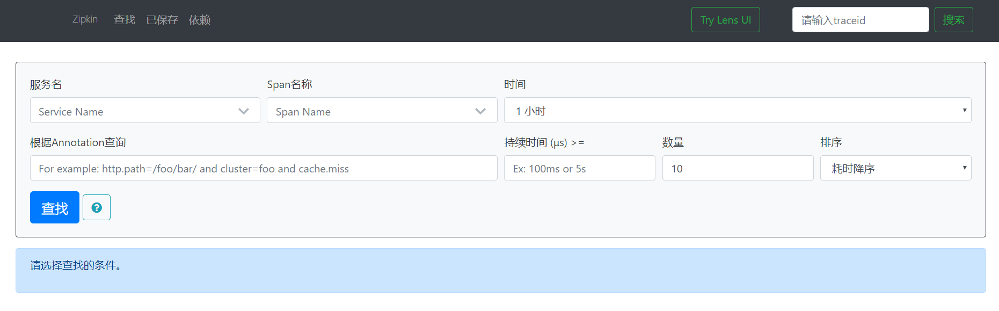 Zipkin 查找 已保存 依赖 Try Lens UI 请输入traceid 搜索
服务名 Span名称 时间
Service Name Span Name 1 小时
根据Annotation查询 持续时间 (μs) >= 数量 排序
For example: http.path=/foo/bar/ and cluster=foo and cache.miss Ex: 100ms or 5s 10 耗时降序
查找 ?
请选择查找的条件。